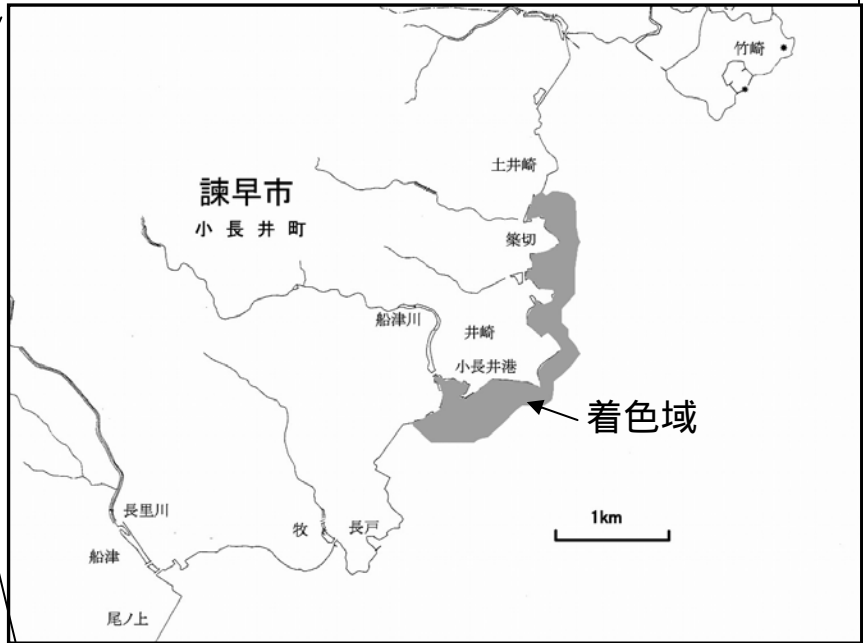 竹崎
土井崎
諫早市
小長井町
築切
船津川
井崎
小長井港
着色域
1km
長里川
牧
長戸
船津
尾ノ上